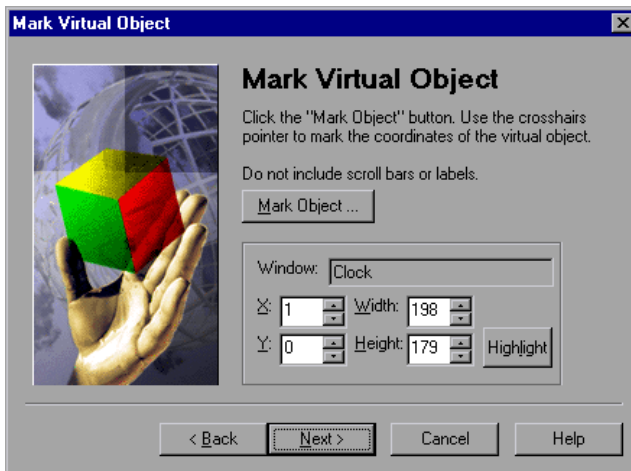 Mark Virtual Object
Mark Virtual Object
Click the "Mark Object" button. Use the crosshairs
pointer to mark the coordinates of the virtual object.
Do not include scroll bars or labels.
Mark Object ...
Window: Clock
X: 1 Width: 198
Y: 0 Height: 179 Highlight
< Back Next > Cancel Help